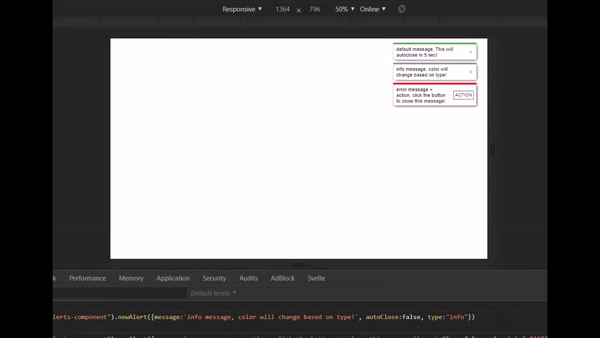 Responsive ▼ 1364 × 796 50% ▼ Online ▼
default message, This will
autoclose in 5 sec!
×
info message, color will
change based on type!
×
error message +
action, click the button
to close this message!
ACTION
k Performance Memory Application Security Audits AdBlock Svelte
Default levels ▼
lerts-component").newAlert({message:`info message, color will change based on type!`, autoClose:false, type:"info"})